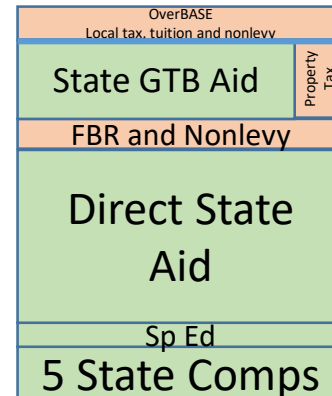 OverBASE
Local tax, tuition and nonlevy
State GTB Aid
Property
Tax
FBR and Nonlevy
Direct State
Aid
Sp Ed
5 State Comps